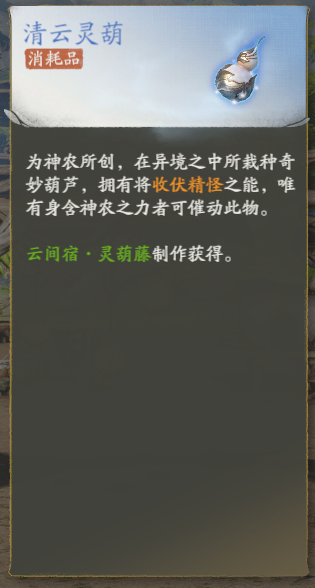 清云灵葫
消耗品
为神农所创，在异境之中所栽种奇
妙葫芦，拥有将收伏精怪之能，唯
有身含神农之力者可催动此物。
云间宿·灵葫藤制作获得。